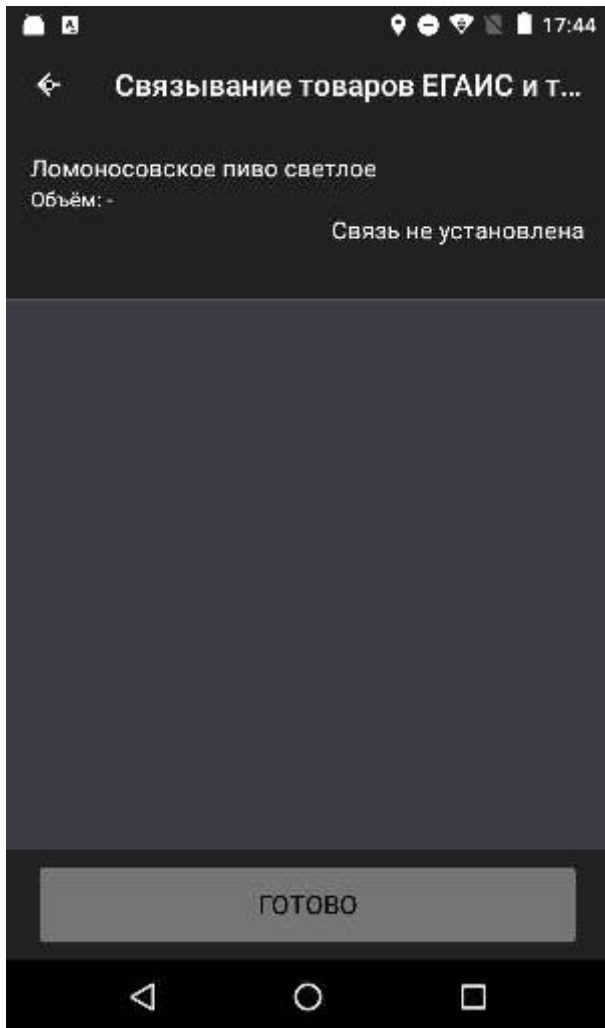 17:44
Связывание товаров ЕГАИС и т...
Ломоносовское пиво светлое
Объём: -
Связь не установлена
ГОТОВО